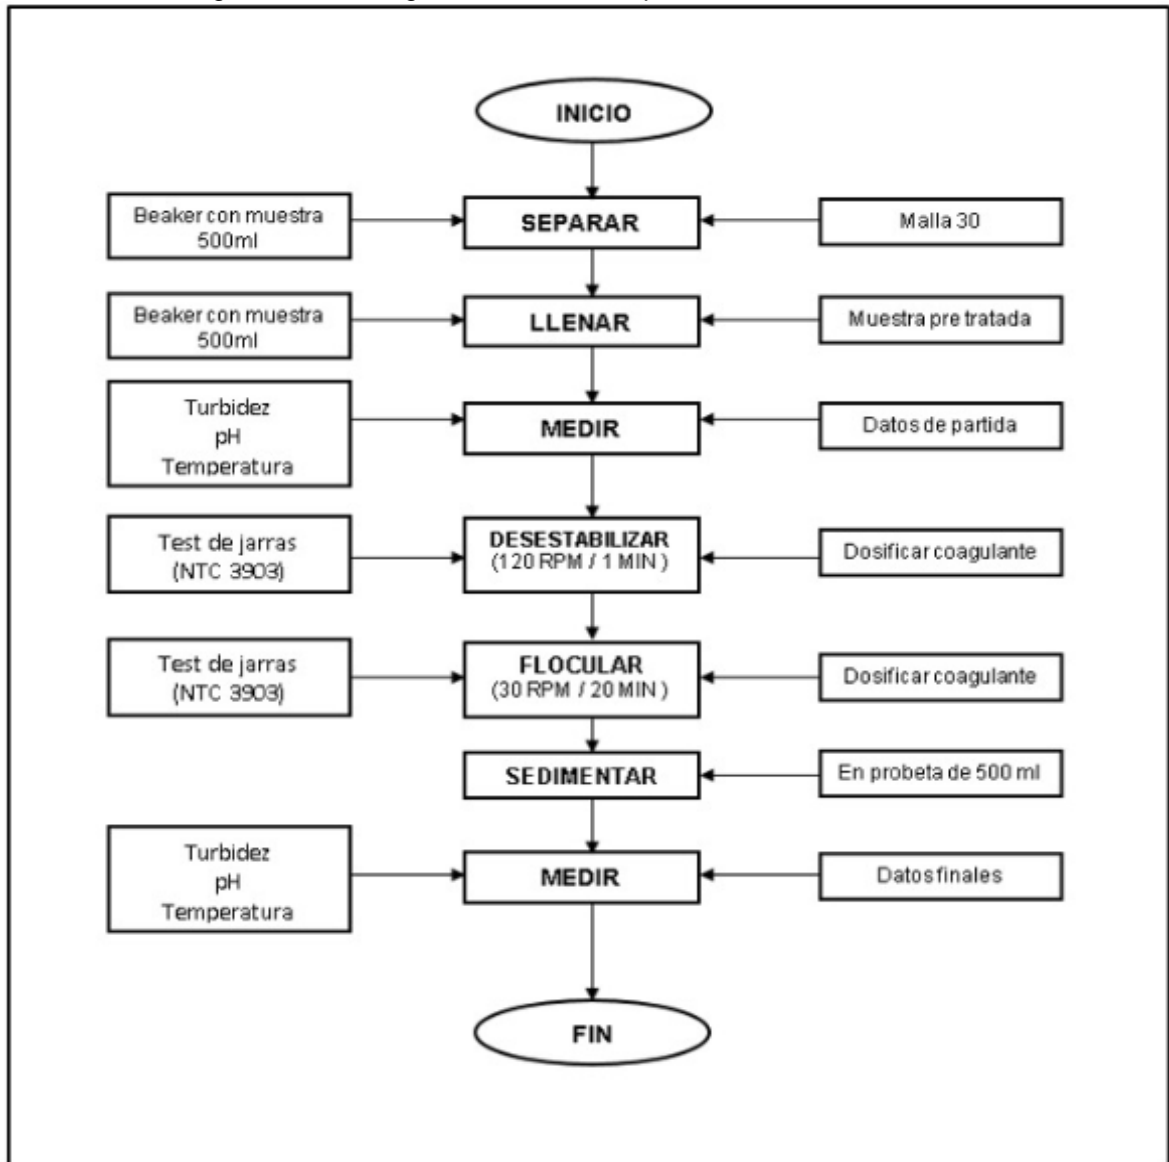 INICIO
Beaker con muestra
500ml
SEPARAR
Malla 30
Beaker con muestra
500ml
LLENAR
Muestra pre tratada
Turbidez
pH
Temperatura
MEDIR
Datos de partida
Test de jarras
(NTC 3903)
DESESTABILIZAR
(120 RPM / 1 MIN )
Dosificar coagulante
Test de jarras
(NTC 3903)
FLOCULAR
(30 RPM / 20 MIN )
Dosificar coagulante
SEDIMENTAR
En probeta de 500 ml
Turbidez
pH
Temperatura
MEDIR
Datos finales
FIN